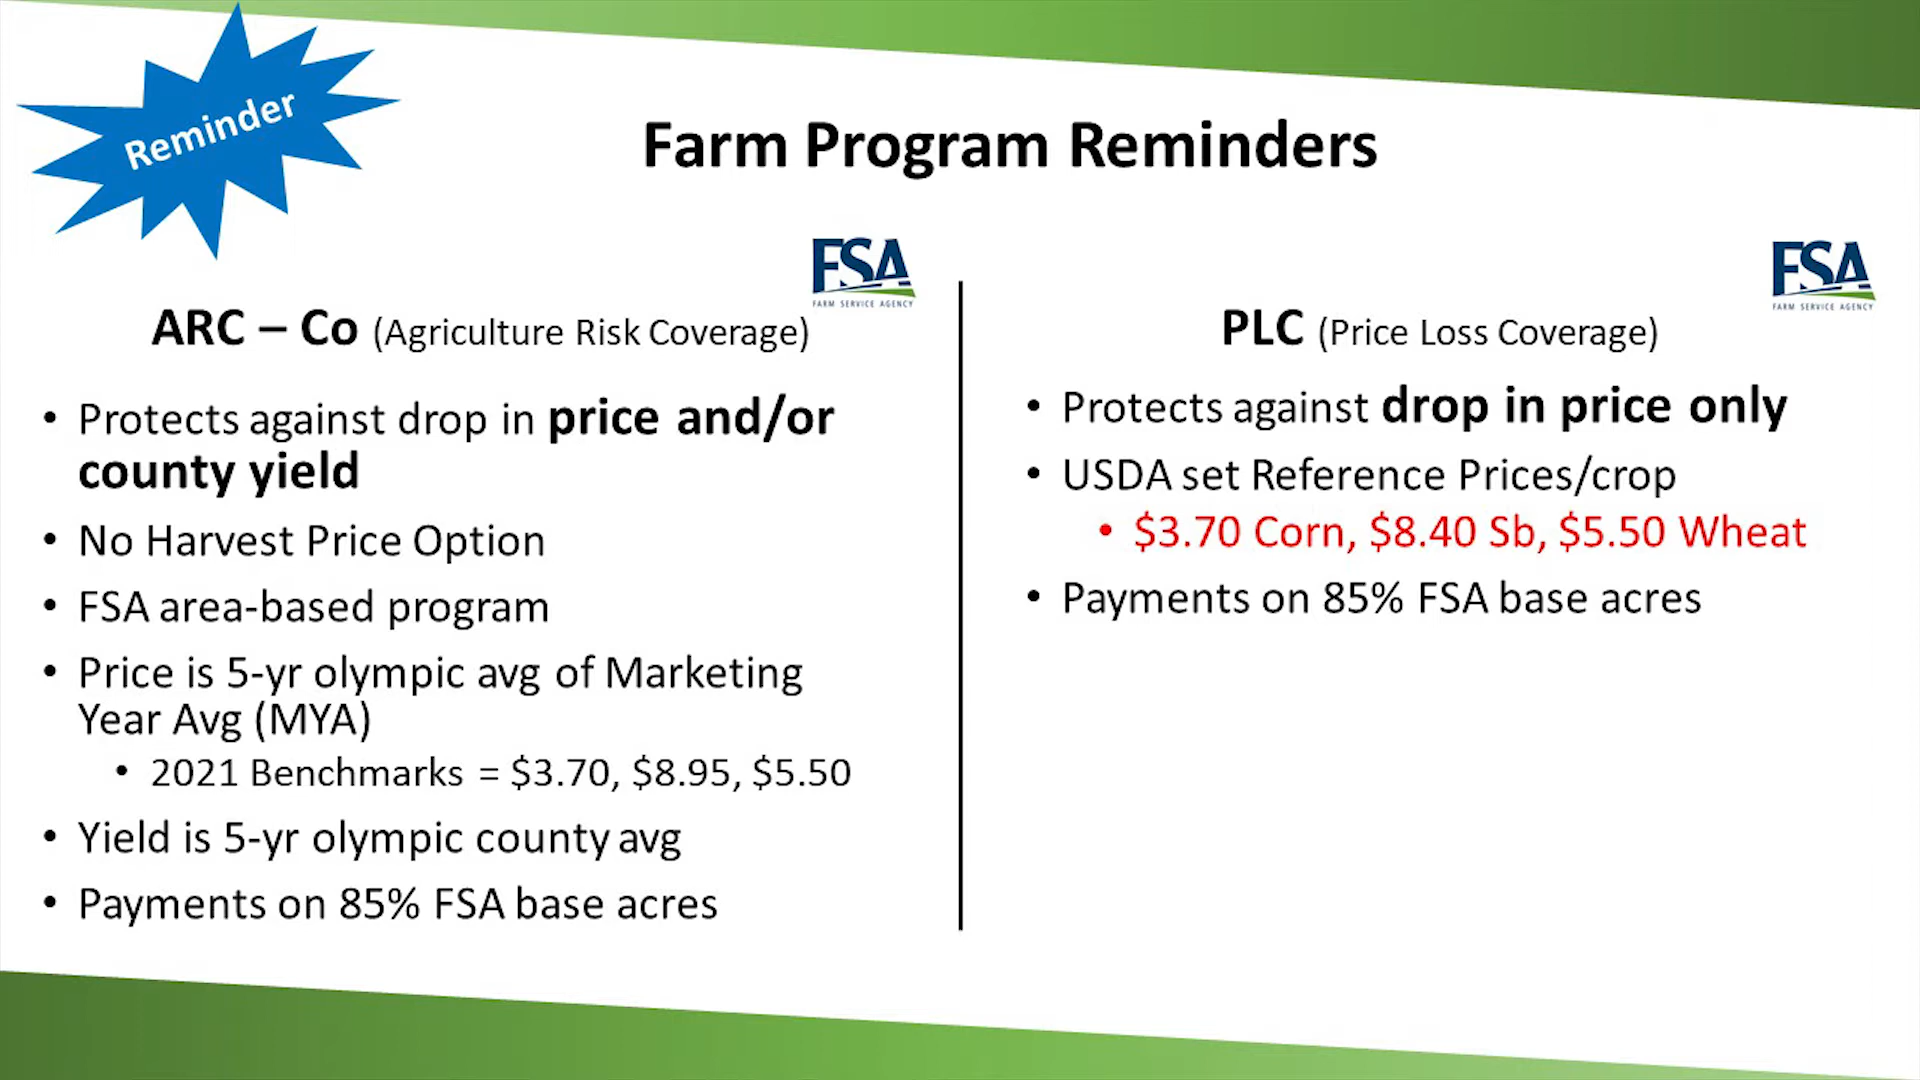 Reminder
Farm Program Reminders
FSA
FARM SERVICE AGENCY
ARC – Co (Agriculture Risk Coverage)
• Protects against drop in price and/or
county yield
• No Harvest Price Option
• FSA area-based program
• Price is 5-yr olympic avg of Marketing
Year Avg (MYA)
• 2021 Benchmarks = $3.70, $8.95, $5.50
• Yield is 5-yr olympic county avg
• Payments on 85% FSA base acres
FSA
FARM SERVICE AGENCY
PLC (Price Loss Coverage)
• Protects against drop in price only
• USDA set Reference Prices/crop
• $3.70 Corn, $8.40 Sb, $5.50 Wheat
• Payments on 85% FSA base acres